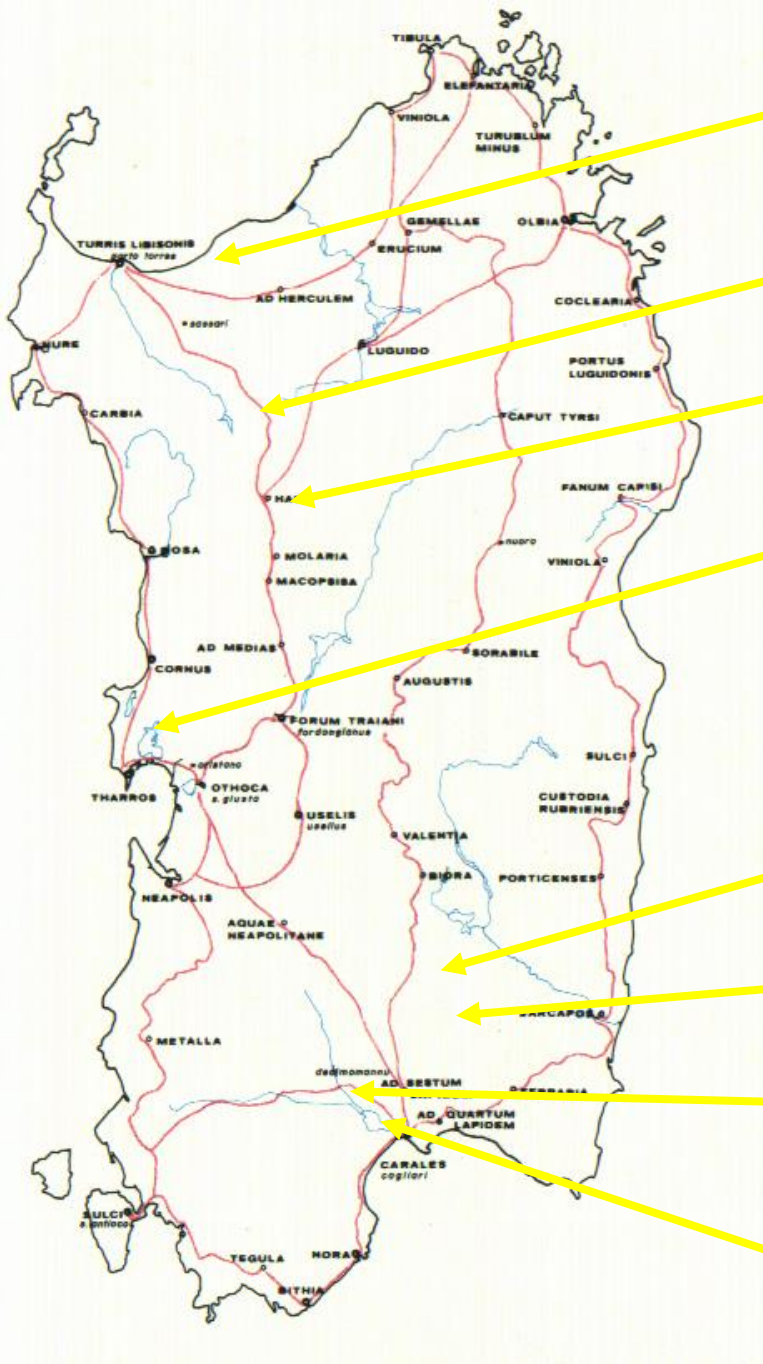 TIBULA
ELEFANTARIA
VINIOLA
TURUBLUM
MINUS
GEMELLAE
OLBIA
TURRIS LIBISONIS
porto torres
ERUCIUM
AD HERCULEM
COCLEARIA
sassari
NURE
LUGUIDO
PORTUS
LUGUIDONIS
CARBIA
CAPUT TYRSI
FANUM CARISI
HA
nuoro
BOSA
MOLARIA
VINIOLA
MACOPSISA
AD MEDIAS
SORABILE
CORNUS
AUGUSTIS
FORUM TRAIANI
fordongianus
SULCI
oristano
OTHOCA
s. giusta
THARROS
CUSTODIA
RUBRIENSIS
USELIS
usellus
VALENTIA
BIORA
PORTICENSES
NEAPOLIS
AQUAE
NEAPOLITANE
SARCAPOS
METALLA
decimomannu
AD SESTUM
FERRARIA
AD QUARTUM
LAPIDEM
CARALES
cagliari
SULCI
s. antioco
NORA
TEGULA
BITHIA